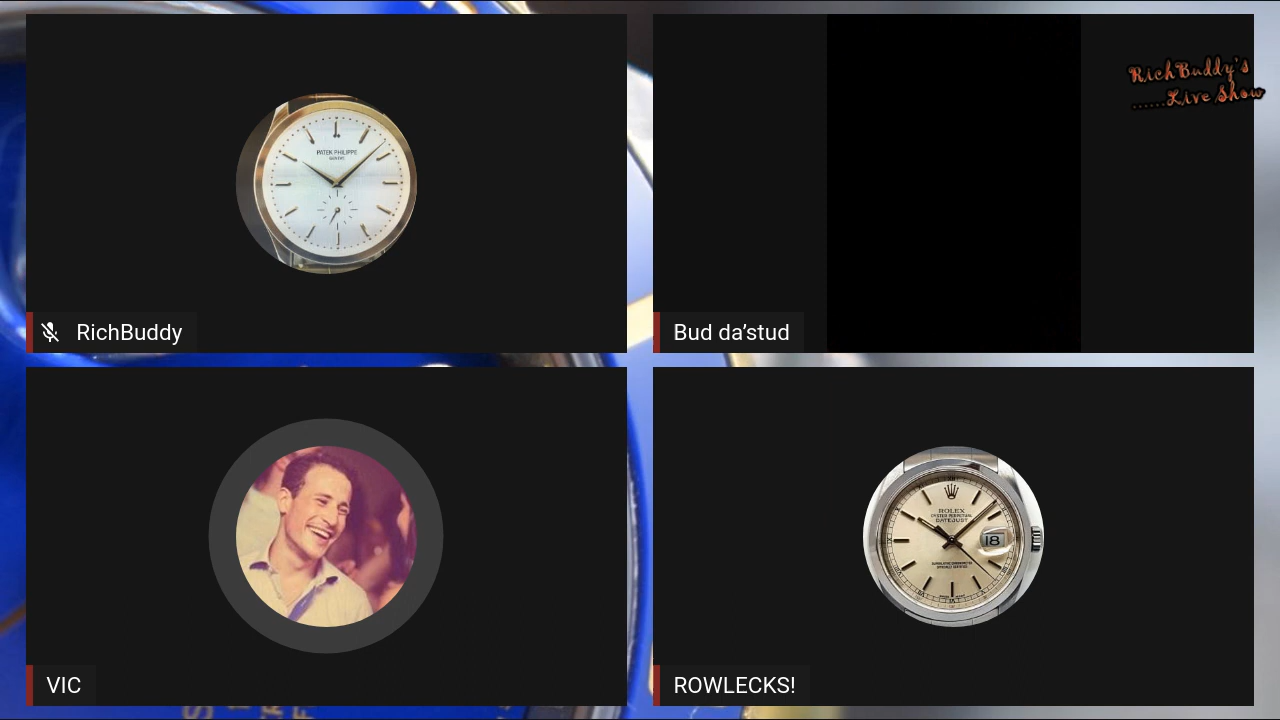 PATEK PHILIPPE
GENEVE
RichBuddy's
......Live Show
RichBuddy
Bud da’stud
ROLEX
OYSTER PERPETUAL
DATEJUST
18
VIC
ROWLECKS!